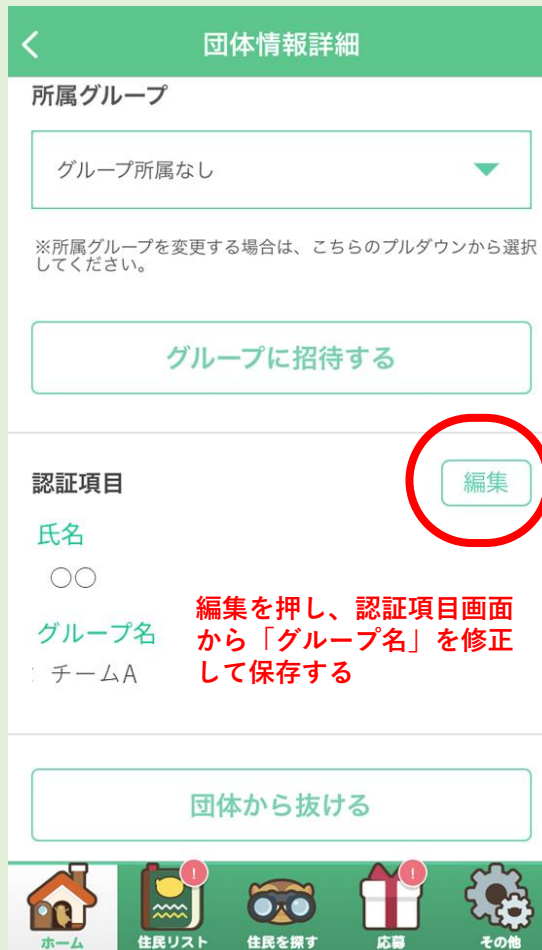 団体情報詳細
所属グループ
グループ所属なし
※所属グループを変更する場合は、こちらのプルダウンから選択
してください。
グループに招待する
認証項目
編集
氏名
○○
グループ名
チームA
編集を押し、認証項目画面
から「グループ名」を修正
して保存する
団体から抜ける
ホーム
住民リスト
住民を探す
応募
その他